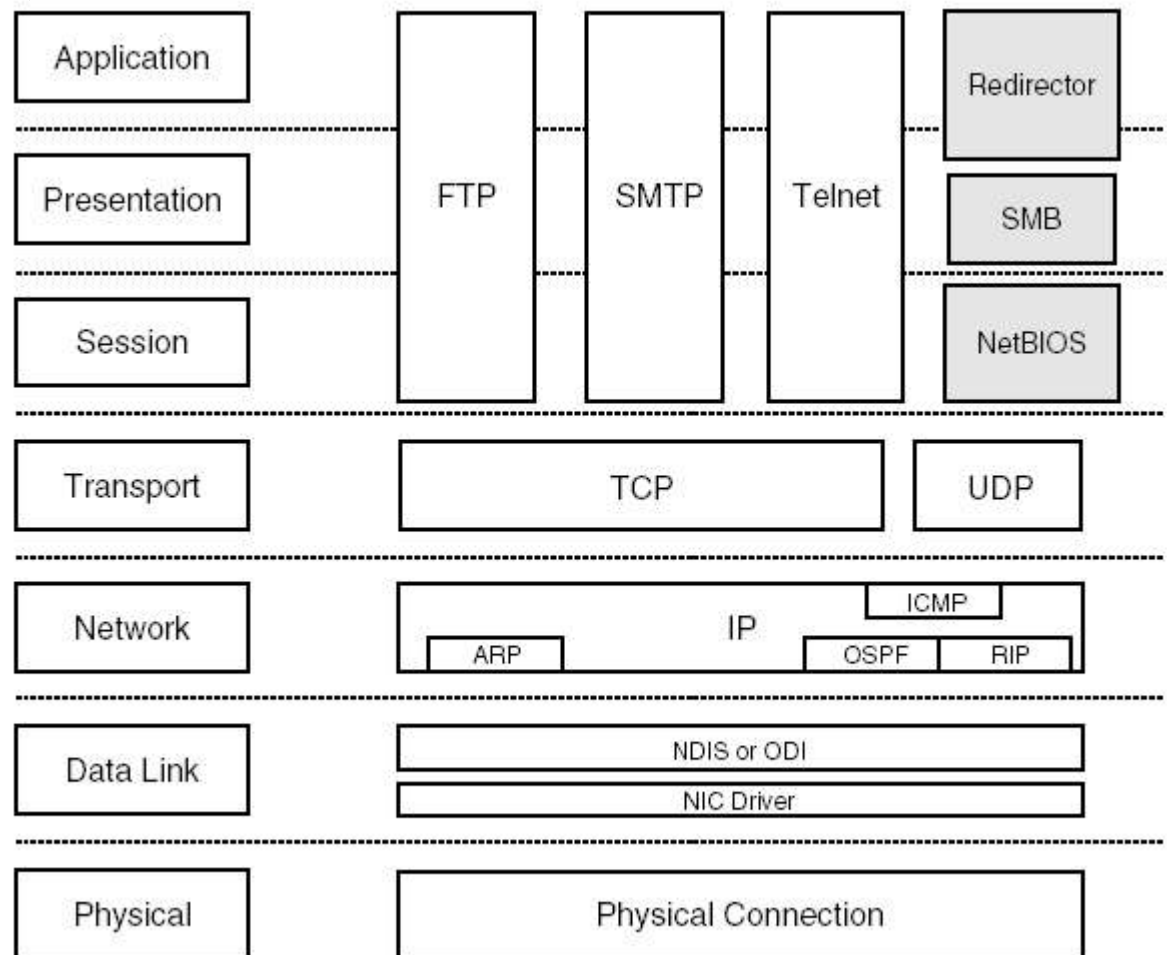 Application
Redirector
Presentation
FTP
SMTP
Telnet
SMB
Session
NetBIOS
Transport
TCP
UDP
Network
IP
ICMP
ARP
OSPF
RIP
Data Link
NDIS or ODI
NIC Driver
Physical
Physical Connection